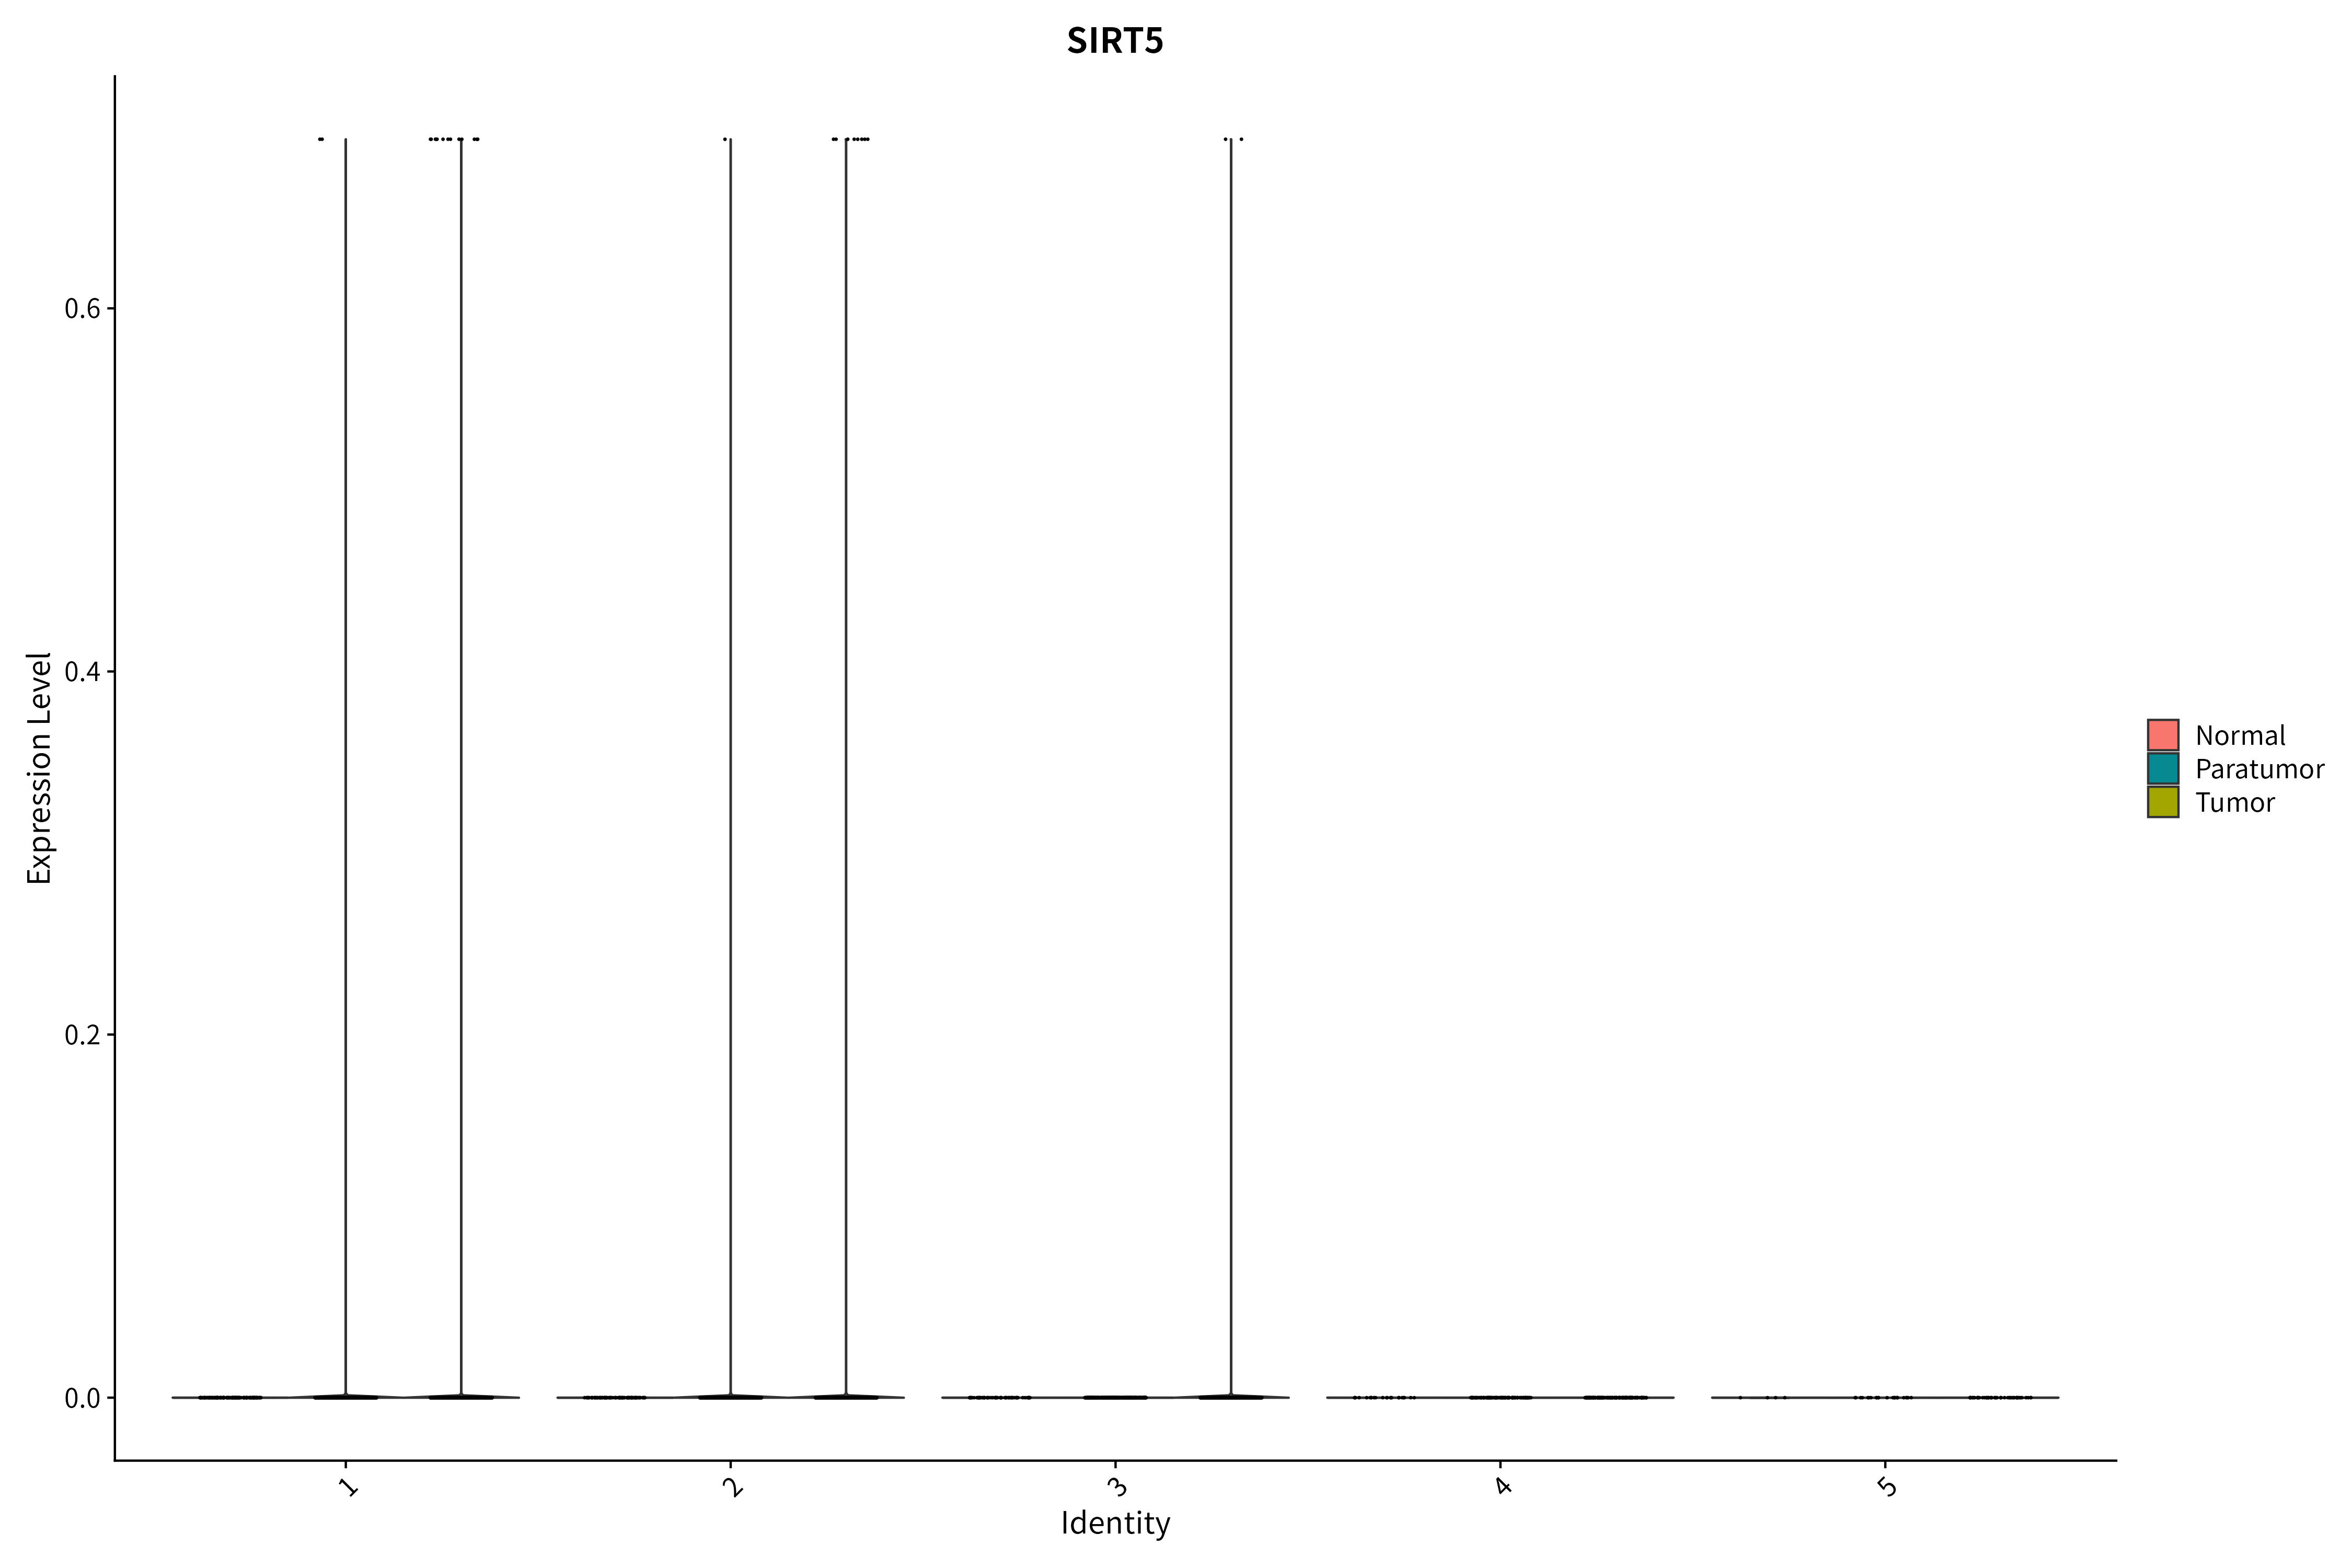 SIRT5
Expression Level
0.6
0.4
0.2
0.0
1
2
3
4
5
Identity
Normal
Paratumor
Tumor